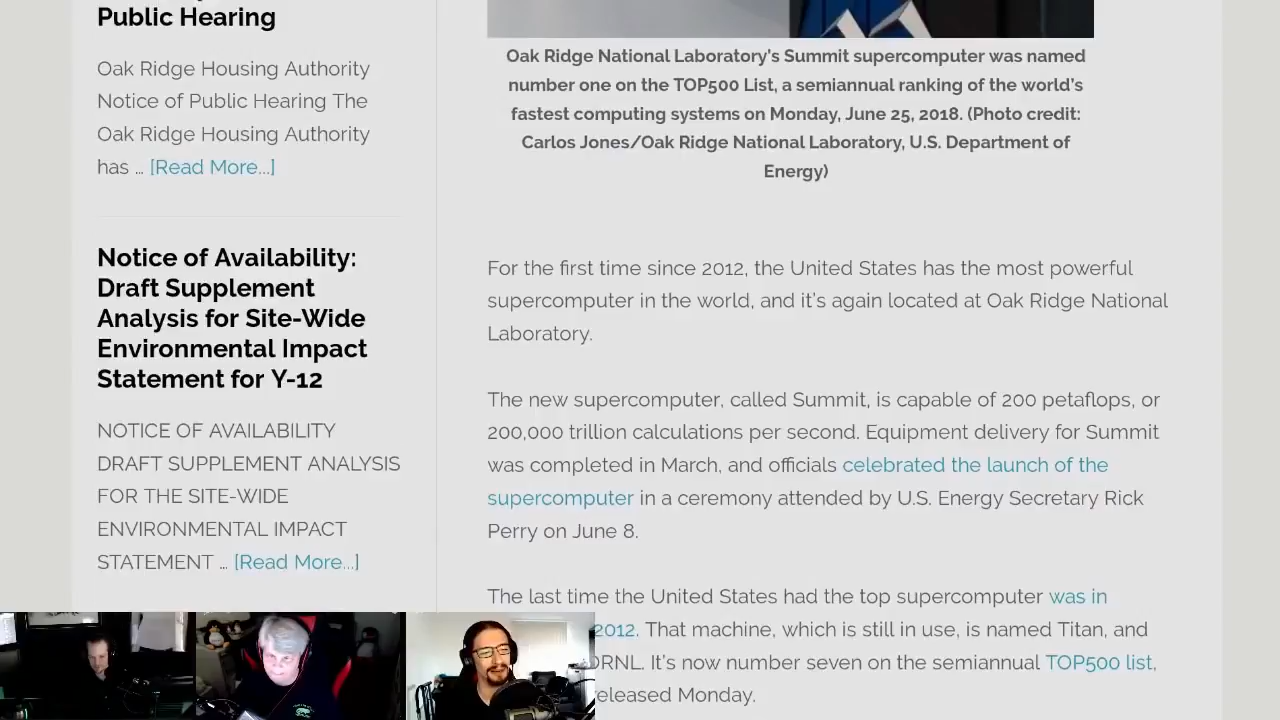 Public Hearing
Oak Ridge Housing Authority
Notice of Public Hearing The
Oak Ridge Housing Authority
has … [Read More...]
Notice of Availability:
Draft Supplement
Analysis for Site-Wide
Environmental Impact
Statement for Y-12
NOTICE OF AVAILABILITY
DRAFT SUPPLEMENT ANALYSIS
FOR THE SITE-WIDE
ENVIRONMENTAL IMPACT
STATEMENT … [Read More...]
Oak Ridge National Laboratory's Summit supercomputer was named
number one on the TOP500 List, a semiannual ranking of the world's
fastest computing systems on Monday, June 25, 2018. (Photo credit:
Carlos Jones/Oak Ridge National Laboratory, U.S. Department of
Energy)
For the first time since 2012, the United States has the most powerful
supercomputer in the world, and it's again located at Oak Ridge National
Laboratory.
The new supercomputer, called Summit, is capable of 200 petaflops, or
200,000 trillion calculations per second. Equipment delivery for Summit
was completed in March, and officials celebrated the launch of the
supercomputer in a ceremony attended by U.S. Energy Secretary Rick
Perry on June 8.
The last time the United States had the top supercomputer was in
2012. That machine, which is still in use, is named Titan, and
ORNL. It's now number seven on the semiannual TOP500 list,
eleased Monday.